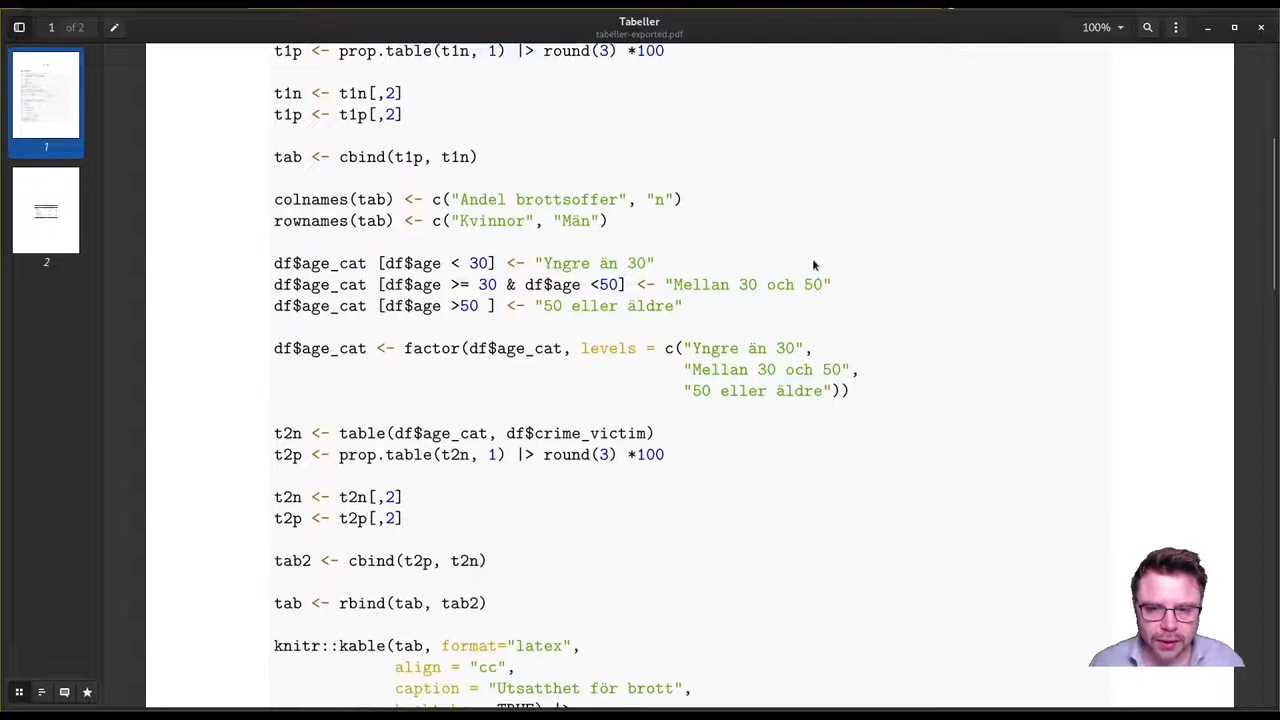 1 of 2
Tabeller
tabeller-exported.pdf
100%
t1p <- prop.table(t1n, 1) |> round(3) *100
t1n <- t1n[,2]
t1p <- t1p[,2]
tab <- cbind(t1p, t1n)
colnames(tab) <- c("Andel brottsoffer", "n")
rownames(tab) <- c("Kvinnor", "Män")
df$age_cat [df$age < 30] <- "Yngre än 30"
df$age_cat [df$age >= 30 & df$age <50] <- "Mellan 30 och 50"
df$age_cat [df$age >50 ] <- "50 eller äldre"
df$age_cat <- factor(df$age_cat, levels = c("Yngre än 30",
"Mellan 30 och 50",
"50 eller äldre"))
t2n <- table(df$age_cat, df$crime_victim)
t2p <- prop.table(t2n, 1) |> round(3) *100
t2n <- t2n[,2]
t2p <- t2p[,2]
tab2 <- cbind(t2p, t2n)
tab <- rbind(tab, tab2)
knitr::kable(tab, format="latex",
align = "cc",
caption = "Utsatthet för brott",
1
2